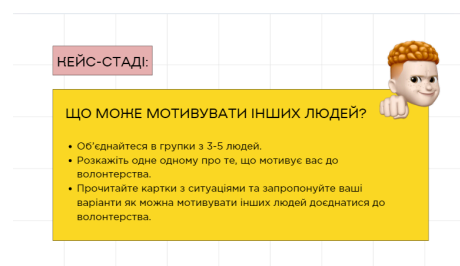 КЕЙС-СТАДІ:
ЩО МОЖЕ МОТИВУВАТИ ІНШИХ ЛЮДЕЙ?
• Об'єднайтеся в групки з 3-5 людей.
• Розкажіть одне одному про те, що мотивує вас до
волонтерства.
• Прочитайте картки з ситуаціями та запропонуйте ваші
варіанти як можна мотивувати інших людей доєднатися до
волонтерства.